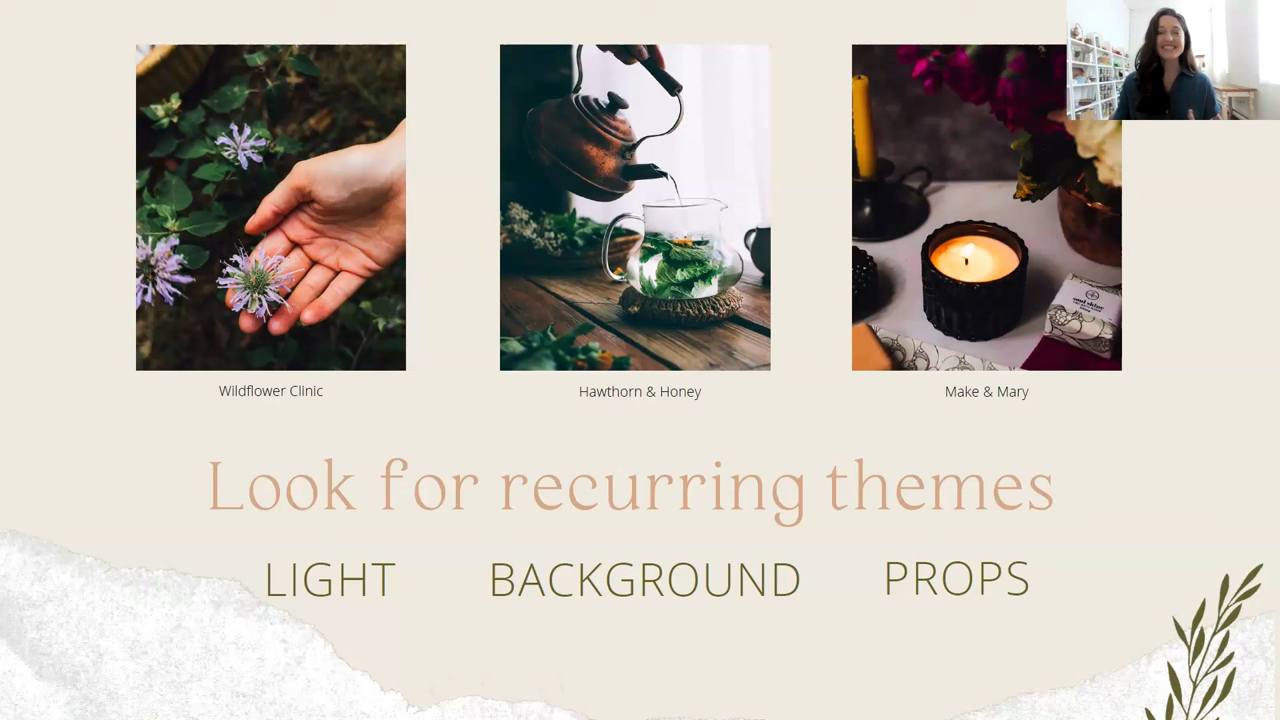 Wildflower Clinic
Hawthorn & Honey
Make & Mary
Look for recurring themes
LIGHT BACKGROUND PROPS